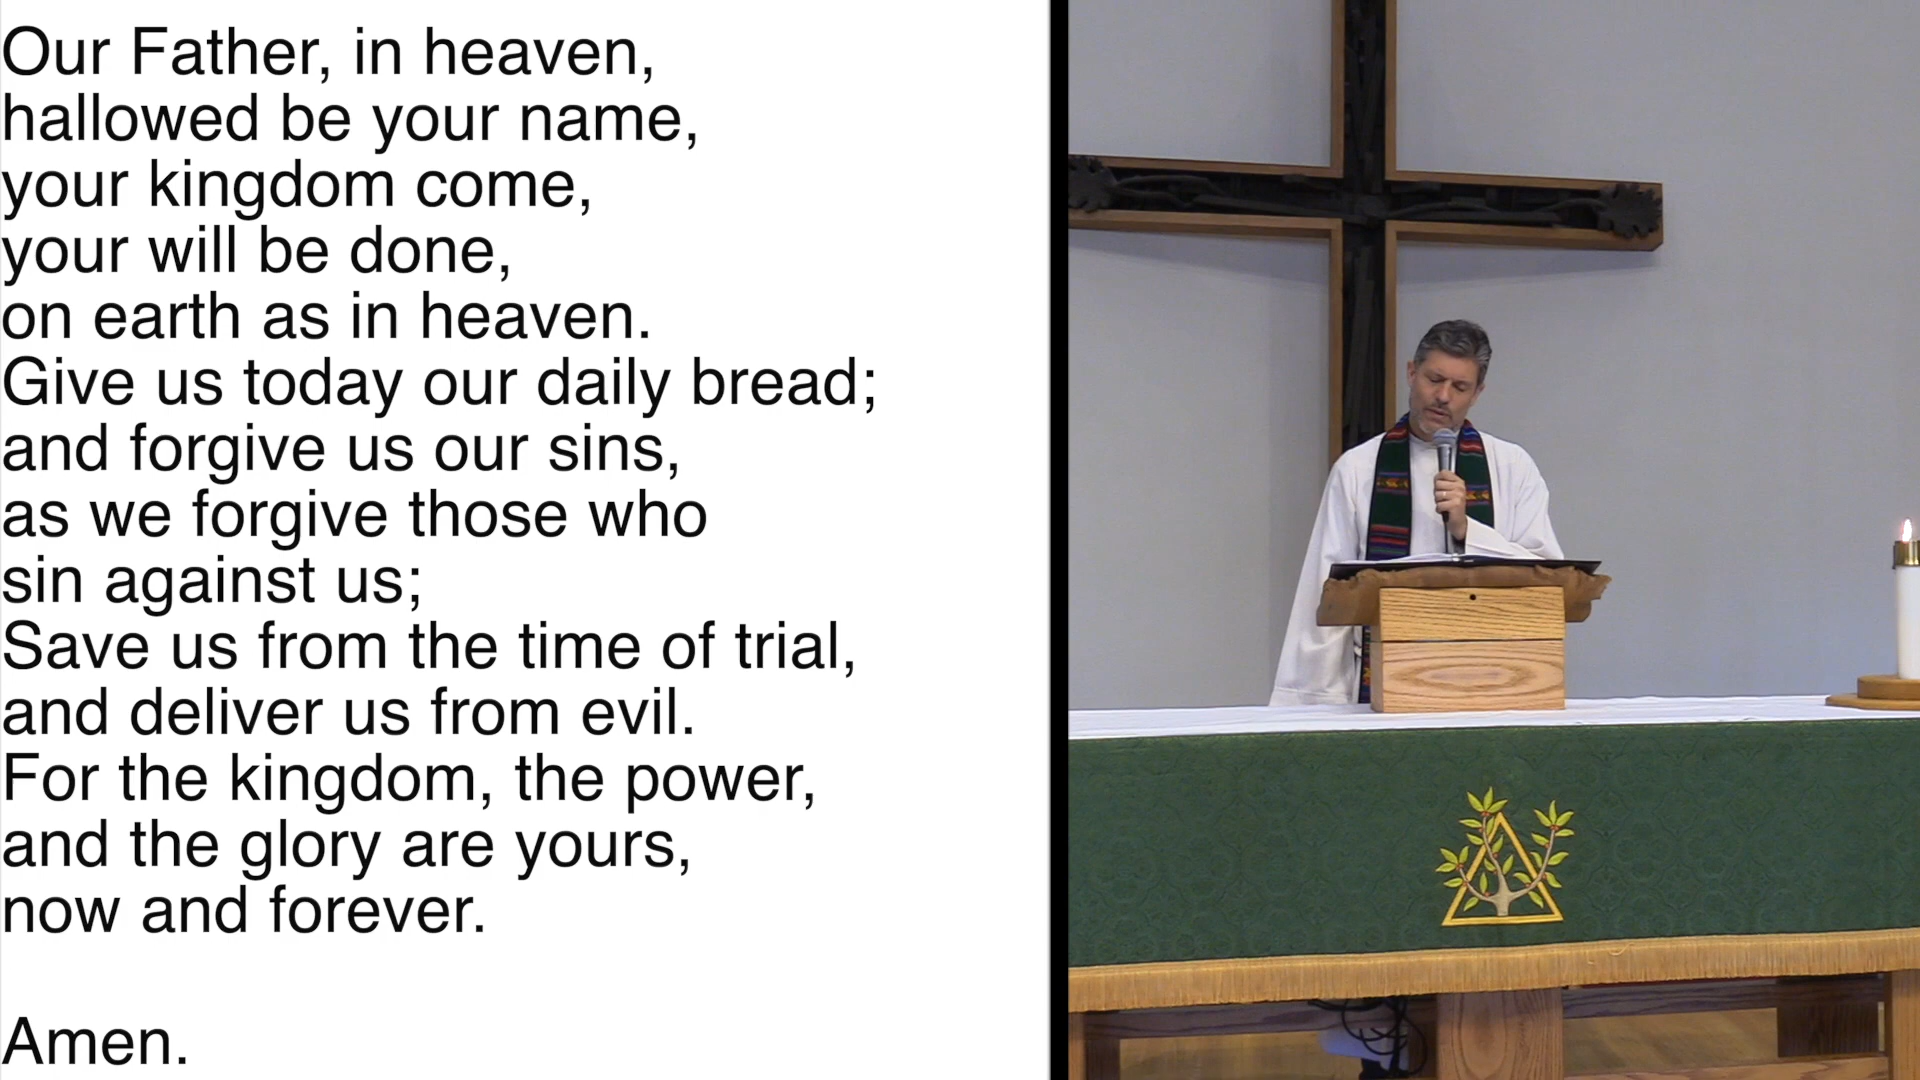 Our Father, in heaven,
hallowed be your name,
your kingdom come,
your will be done,
on earth as in heaven.
Give us today our daily bread;
and forgive us our sins,
as we forgive those who
sin against us;
Save us from the time of trial,
and deliver us from evil.
For the kingdom, the power,
and the glory are yours,
now and forever.
Amen.